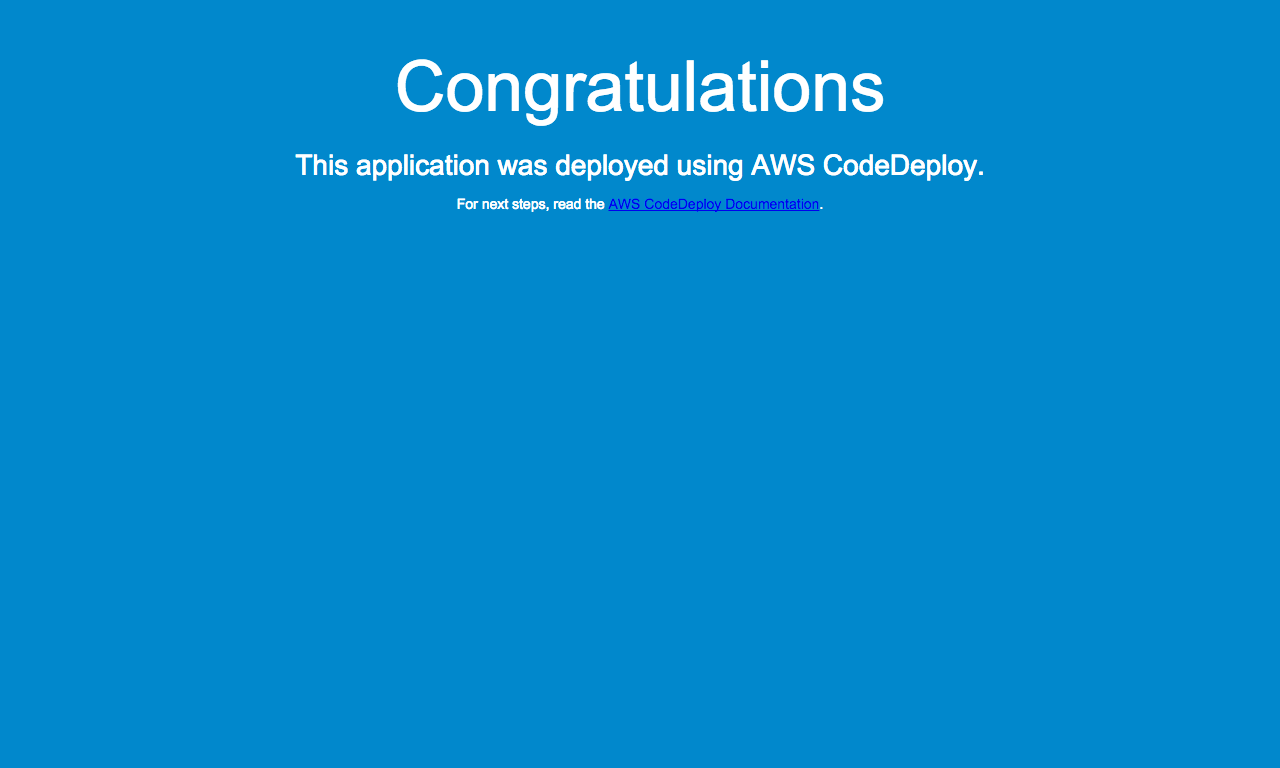 Congratulations
This application was deployed using AWS CodeDeploy.
For next steps, read the AWS CodeDeploy Documentation.